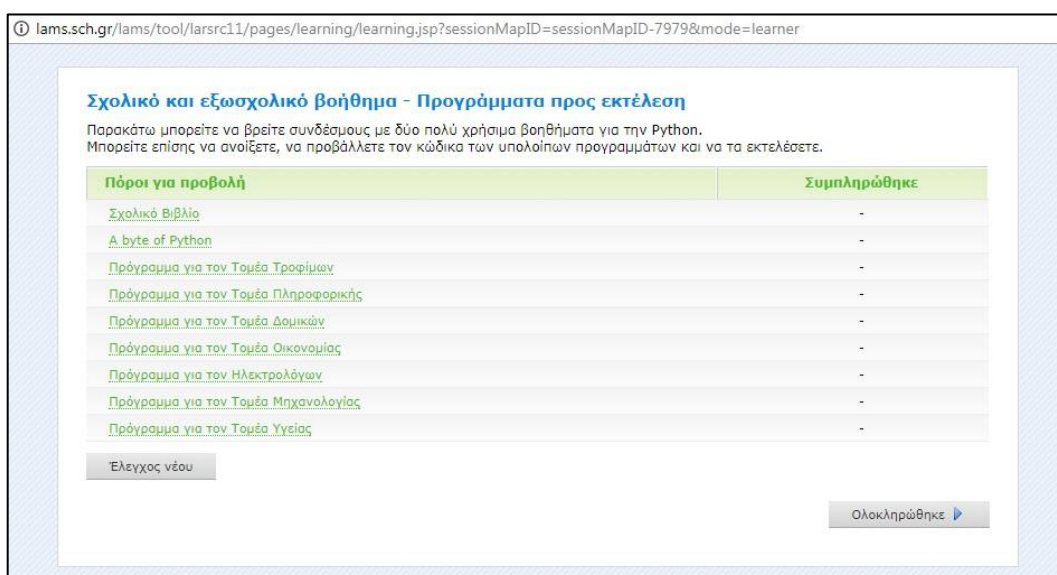 lams.sch.gr/lams/tool/larsrc11/pages/learning/learning.jsp?sessionMapID=sessionMapID-7979&mode=learner
Σχολικό και εξωσχολικό βοήθημα - Προγράμματα προς εκτέλεση
Παρακάτω μπορείτε να βρείτε συνδέσμους με δύο πολύ χρήσιμα βοηθήματα για την Python.
Μπορείτε επίσης να ανοίξετε, να προβάλλετε τον κώδικα των υπολοίπων προγραμμάτων και να τα εκτελέσετε.
Πόροι για προβολή Συμπληρώθηκε
Σχολικό Βιβλίο -
A byte of Python -
Πρόγραμμα για τον Τομέα Τροφίμων -
Πρόγραμμα για τον Τομέα Πληροφορικής -
Πρόγραμμα για τον Τομέα Δομικών -
Πρόγραμμα για τον Τομέα Οικονομίας -
Πρόγραμμα για τον Ηλεκτρολόγων -
Πρόγραμμα για τον Τομέα Μηχανολογίας -
Πρόγραμμα για τον Τομέα Υγείας -
Έλεγχος νέου
Ολοκληρώθηκε